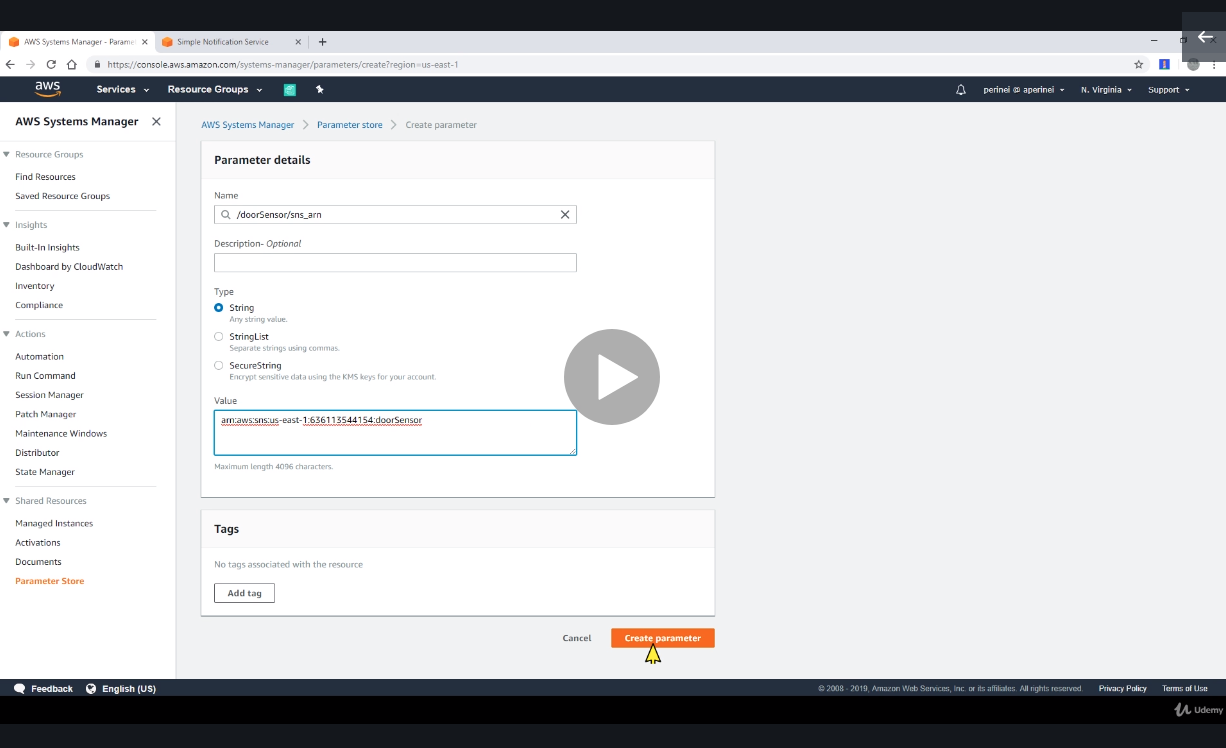 AWS Systems Manager - Parame
Simple Notification Service
https://console.aws.amazon.com/systems-manager/parameters/create?region=us-east-1
aws
Services
Resource Groups
perinei @ aperinei
N. Virginia
Support
AWS Systems Manager
Resource Groups
Find Resources
Saved Resource Groups
Insights
Built-In Insights
Dashboard by CloudWatch
Inventory
Compliance
Actions
Automation
Run Command
Session Manager
Patch Manager
Maintenance Windows
Distributor
State Manager
Shared Resources
Managed Instances
Activations
Documents
Parameter Store
AWS Systems Manager > Parameter store > Create parameter
Parameter details
Name
/doorSensor/sns_arn
Description- Optional
Type
String
Any string value.
StringList
Separate strings using commas.
SecureString
Encrypt sensitive data using the KMS keys for your account.
Value
arn:aws:sns:us-east-1:636113544154:doorSensor
Maximum length 4096 characters.
Tags
No tags associated with the resource
Add tag
Cancel
Create parameter
Feedback
English (US)
© 2008 - 2019, Amazon Web Services, Inc. or its affiliates. All rights reserved.
Privacy Policy
Terms of Use
Udemy